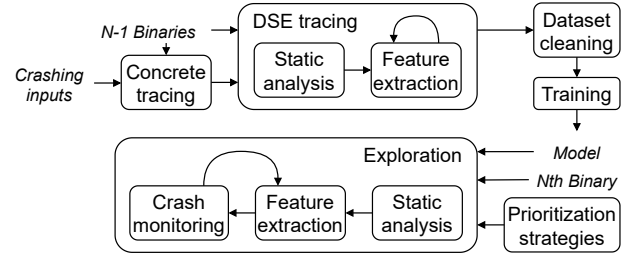 N-1 Binaries
DSE tracing
Dataset
cleaning
Static
analysis
Feature
extraction
Crashing
inputs
Concrete
tracing
Training
Exploration
Model
Nth Binary
Crash
monitoring
Feature
extraction
Static
analysis
Prioritization
strategies